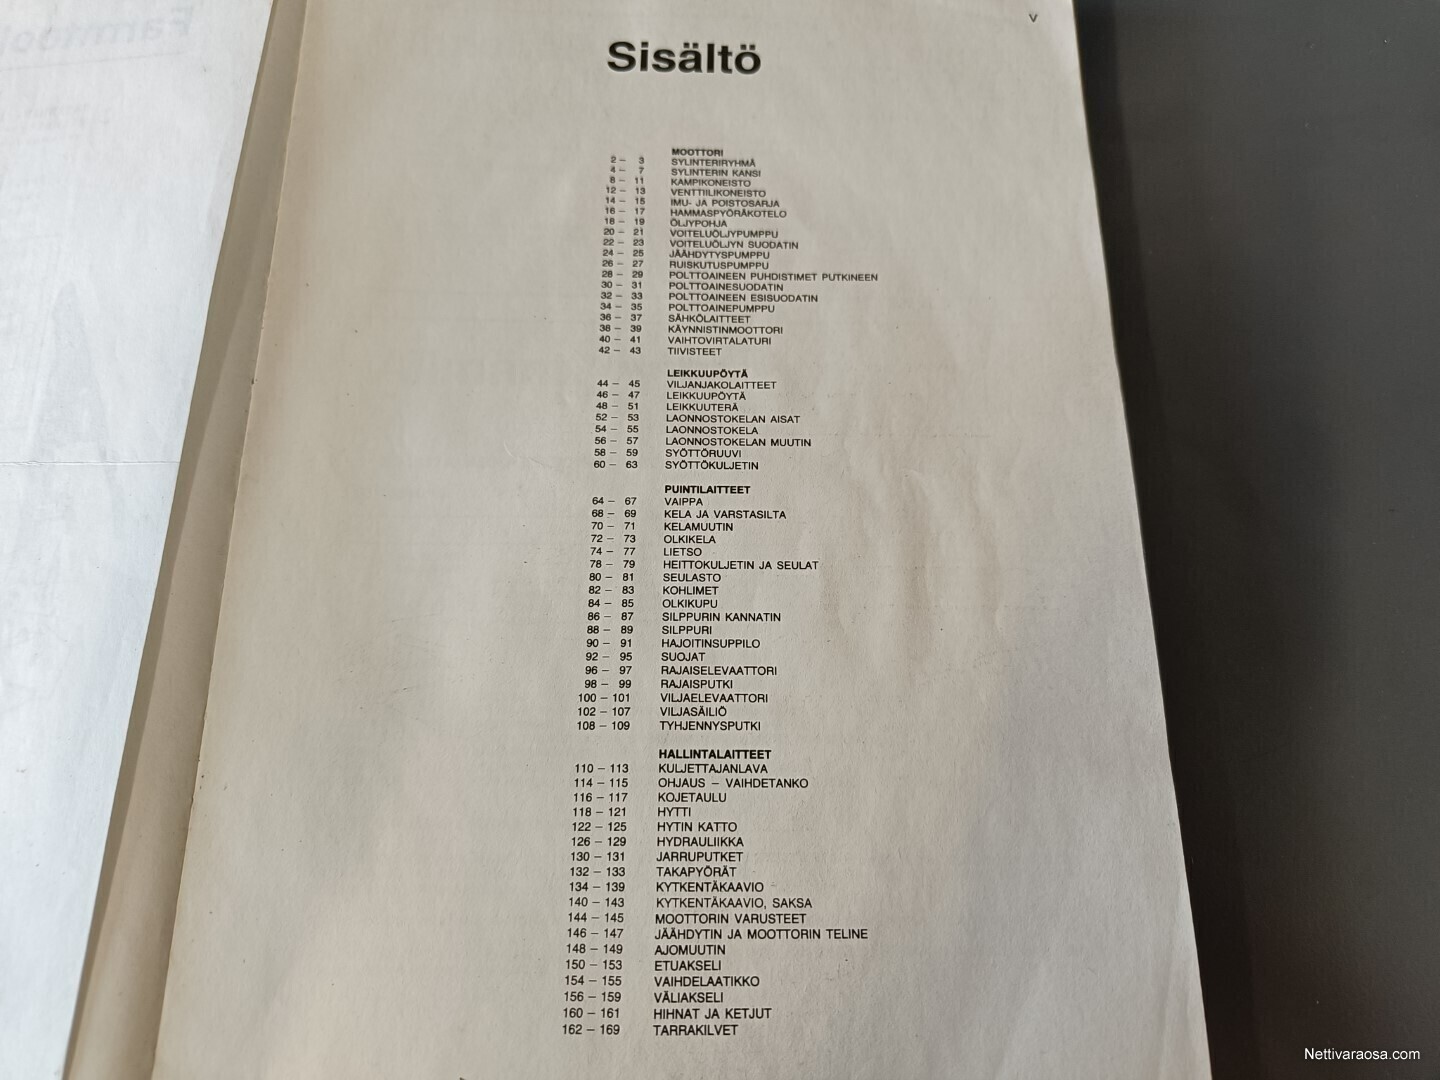 V
Sisältö
MOOTTORI
2 – 3 SYLINTERIRYHMÄ
4 – 7 SYLINTERIN KANSI
8 – 11 KAMPIKONEISTO
12 – 13 VENTTIILIKONEISTO
14 – 15 IMU- JA POISTOSARJA
16 – 17 HAMMASPYÖRÄKOTELO
18 – 19 ÖLJYPOHJA
20 – 21 VOITELUÖLJYPUMPPU
22 – 23 VOITELUÖLJYN SUODATIN
24 – 25 JÄÄHDYTYSPUMPPU
26 – 27 RUISKUTUSPUMPPU
28 – 29 POLTTOAINEEN PUHDISTIMET PUTKINEEN
30 – 31 POLTTOAINESUODATIN
32 – 33 POLTTOAINEEN ESISUODATIN
34 – 35 POLTTOAINEPUMPPU
36 – 37 SÄHKÖLAITTEET
38 – 39 KÄYNNISTINMOOTTORI
40 – 41 VAIHTOVIRTALATURI
42 – 43 TIIVISTEET
LEIKKUUPÖYTÄ
44 – 45 VILJANJAKOLAITTEET
46 – 47 LEIKKUUPÖYTÄ
48 – 51 LEIKKUUTERÄ
52 – 53 LAONNOSTOKELAN AISAT
54 – 55 LAONNOSTOKELA
56 – 57 LAONNOSTOKELAN MUUTIN
58 – 59 SYÖTTÖRUUVI
60 – 63 SYÖTTÖKULJETIN
PUINTILAITTEET
64 – 67 VAIPPA
68 – 69 KELA JA VARSTASILTA
70 – 71 KELAMUUTIN
72 – 73 OLKIKELA
74 – 77 LIETSO
78 – 79 HEITTOKULJETIN JA SEULAT
80 – 81 SEULASTO
82 – 83 KOHLIMET
84 – 85 OLKIKUPU
86 – 87 SILPPURIN KANNATIN
88 – 89 SILPPURI
90 – 91 HAJOITINSUPPILO
92 – 95 SUOJAT
96 – 97 RAJAISELEVAATTORI
98 – 99 RAJAISPUTKI
100 – 101 VILJAELEVAATTORI
102 – 107 VILJASÄILIÖ
108 – 109 TYHJENNYSPUTKI
HALLINTALAITTEET
110 – 113 KULJETTAJANLAVA
114 – 115 OHJAUS – VAIHDETANKO
116 – 117 KOJETAULU
118 – 121 HYTTI
122 – 125 HYTIN KATTO
126 – 129 HYDRAULIIKKA
130 – 131 JARRUPUTKET
132 – 133 TAKAPYÖRÄT
134 – 139 KYTKENTÄKAAVIO
140 – 143 KYTKENTÄKAAVIO, SAKSA
144 – 145 MOOTTORIN VARUSTEET
146 – 147 JÄÄHDYTIN JA MOOTTORIN TELINE
148 – 149 AJOMUUTIN
150 – 153 ETUAKSELI
154 – 155 VAIHDELAATIKKO
156 – 159 VÄLIAKSELI
160 – 161 HIHNAT JA KETJUT
162 – 169 TARRAKILVET
Nettivaraosa.com